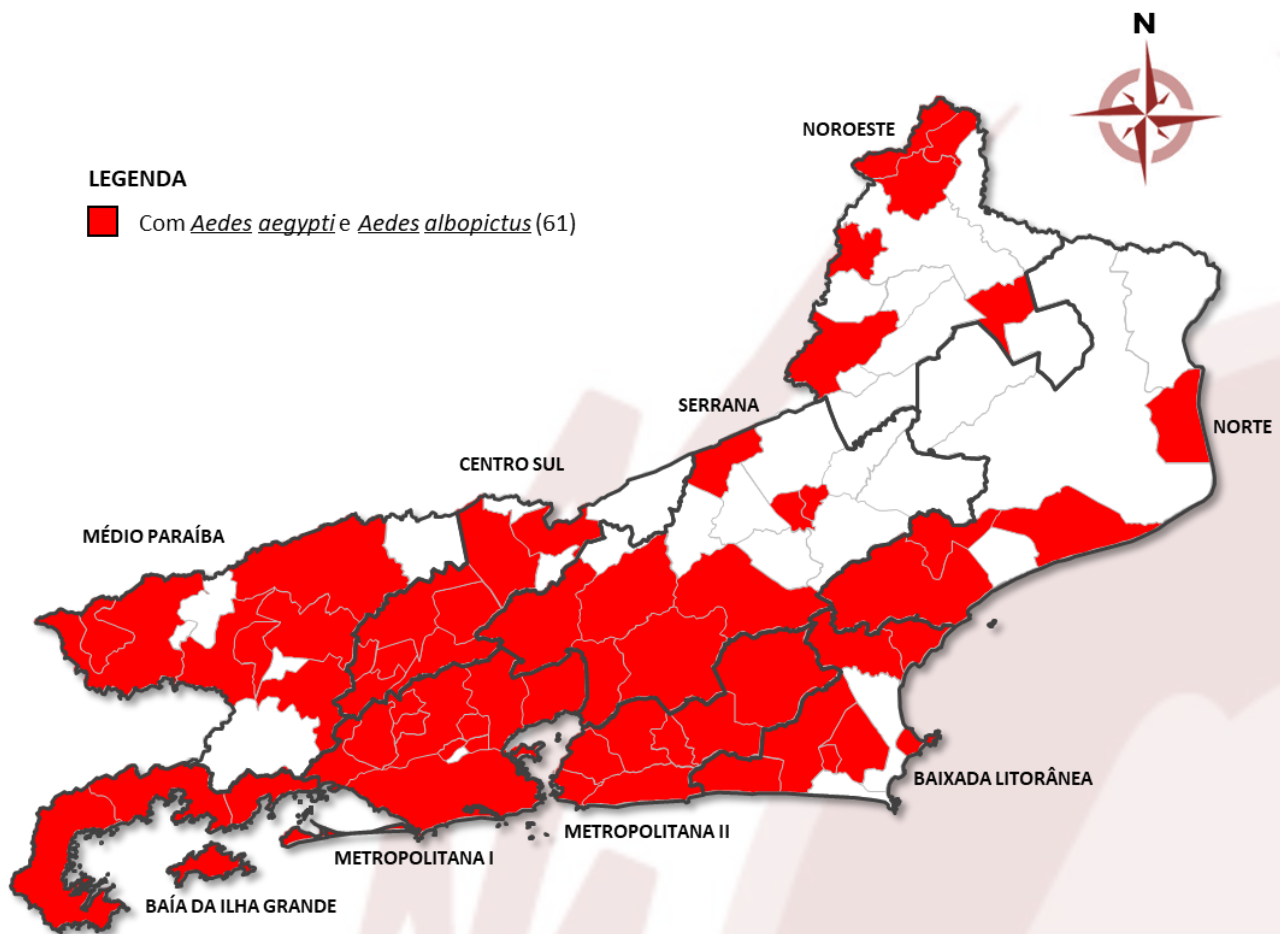 N
NOROESTE
LEGENDA
Com Aedes aegypti e Aedes albopictus (61)
SERRANA
NORTE
CENTRO SUL
MÉDIO PARAÍBA
BAIXADA LITORÂNEA
METROPOLITANA II
METROPOLITANA I
BAÍA DA ILHA GRANDE